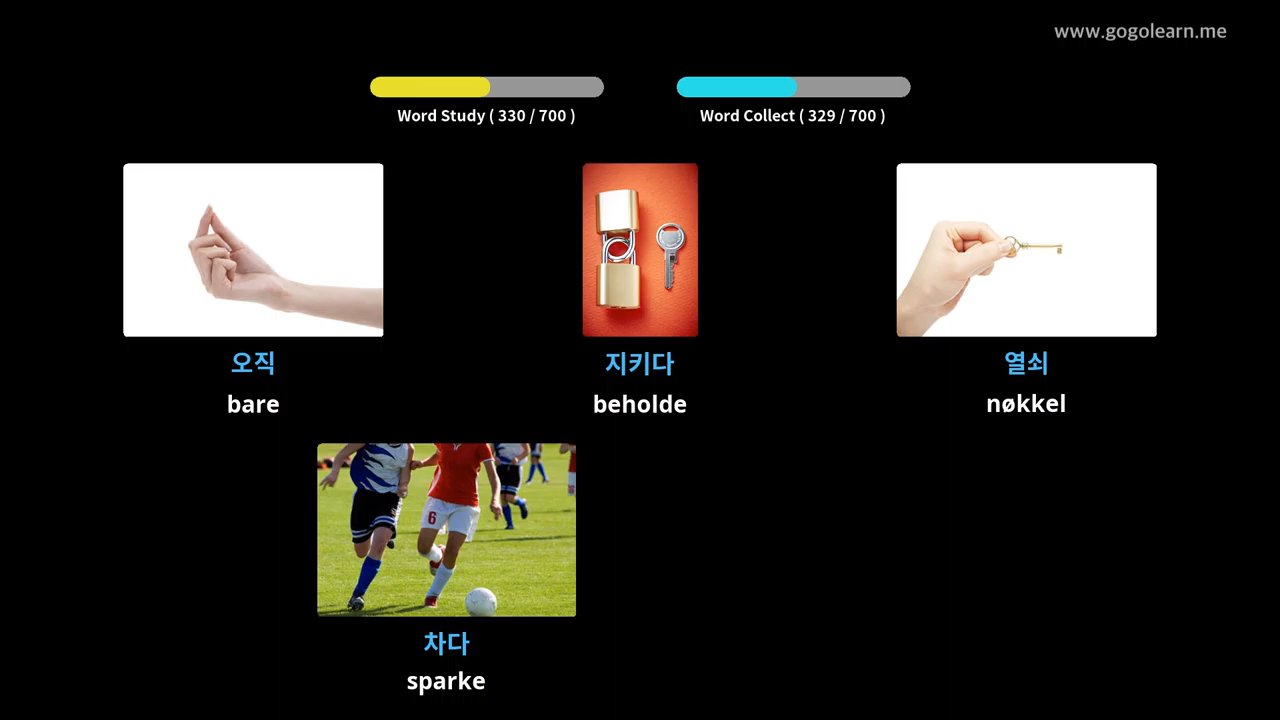 www.gogolearn.me
Word Study ( 330 / 700 )
Word Collect ( 329 / 700 )
오직
bare
지키다
beholde
열쇠
nøkkel
6
차다
sparke